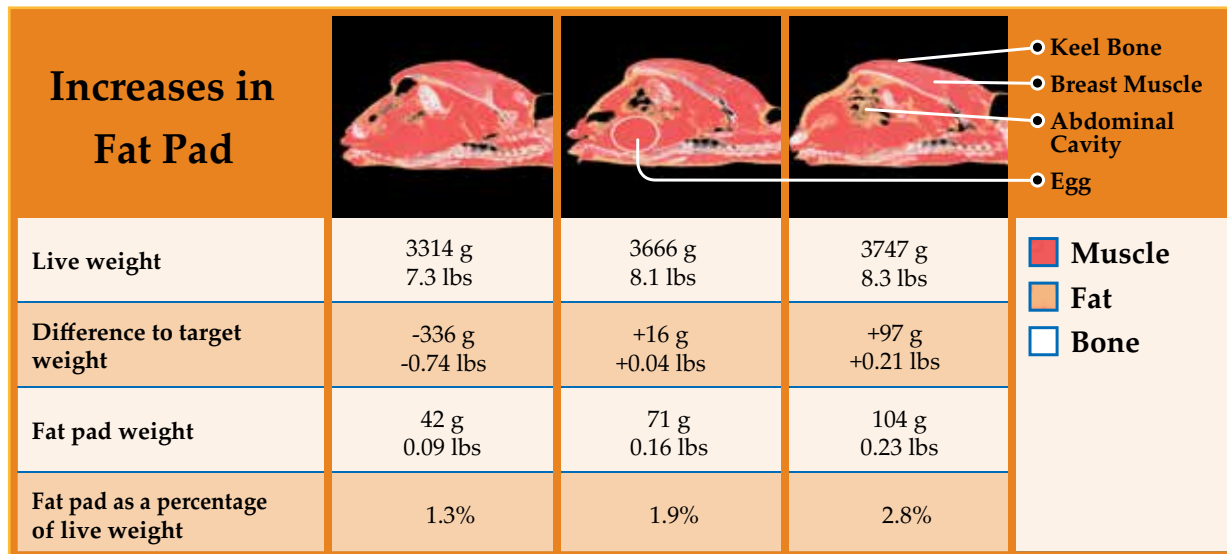 Increases in
Fat Pad
Keel Bone
Breast Muscle
Abdominal
Cavity
Egg
Live weight
3314 g
7.3 lbs
3666 g
8.1 lbs
3747 g
8.3 lbs
Difference to target
weight
-336 g
-0.74 lbs
+16 g
+0.04 lbs
+97 g
+0.21 lbs
Fat pad weight
42 g
0.09 lbs
71 g
0.16 lbs
104 g
0.23 lbs
Fat pad as a percentage
of live weight
1.3%
1.9%
2.8%
Muscle
Fat
Bone